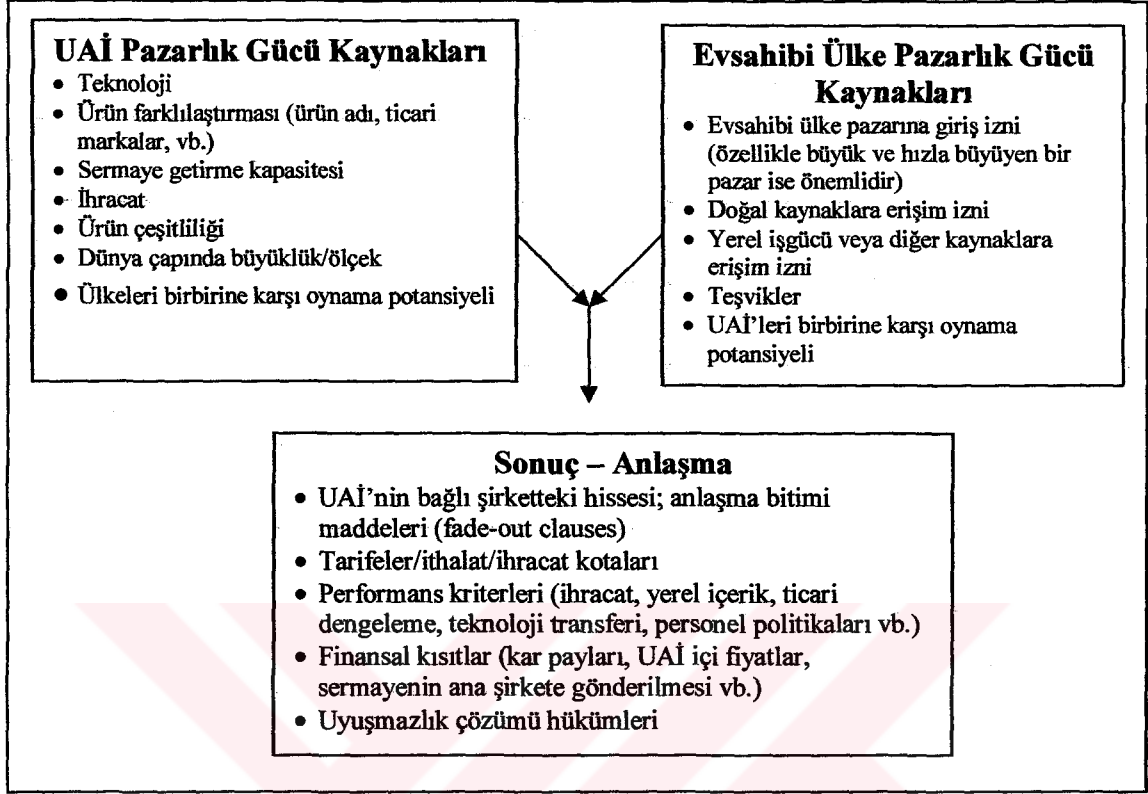 UAİ Pazarlık Gücü Kaynakları
• Teknoloji
• Ürün farklılaştırması (ürün adı, ticari
markalar, vb.)
• Sermaye getirme kapasitesi
• İhracat
• Ürün çeşitliliği
• Dünya çapında büyüklük/ölçek
• Ülkeleri birbirine karşı oynama potansiyeli
Evsahibi Ülke Pazarlık Gücü
Kaynakları
• Evsahibi ülke pazarına giriş izni
(özellikle büyük ve hızla büyüyen bir
pazar ise önemlidir)
• Doğal kaynaklara erişim izni
• Yerel işgücü veya diğer kaynaklara
erişim izni
• Teşvikler
• UAİ'leri birbirine karşı oynama
potansiyeli
Sonuç – Anlaşma
• UAİ'nin bağlı şirketteki hissesi; anlaşma bitimi
maddeleri (fade-out clauses)
• Tarifeler/ithalat/ihracat kotaları
• Performans kriterleri (ihracat, yerel içerik, ticari
dengeleme, teknoloji transferi, personel politikaları vb.)
• Finansal kısıtlar (kar payları, UAİ içi fiyatlar,
sermayenin ana şirkete gönderilmesi vb.)
• Uyuşmazlık çözümü hükümleri